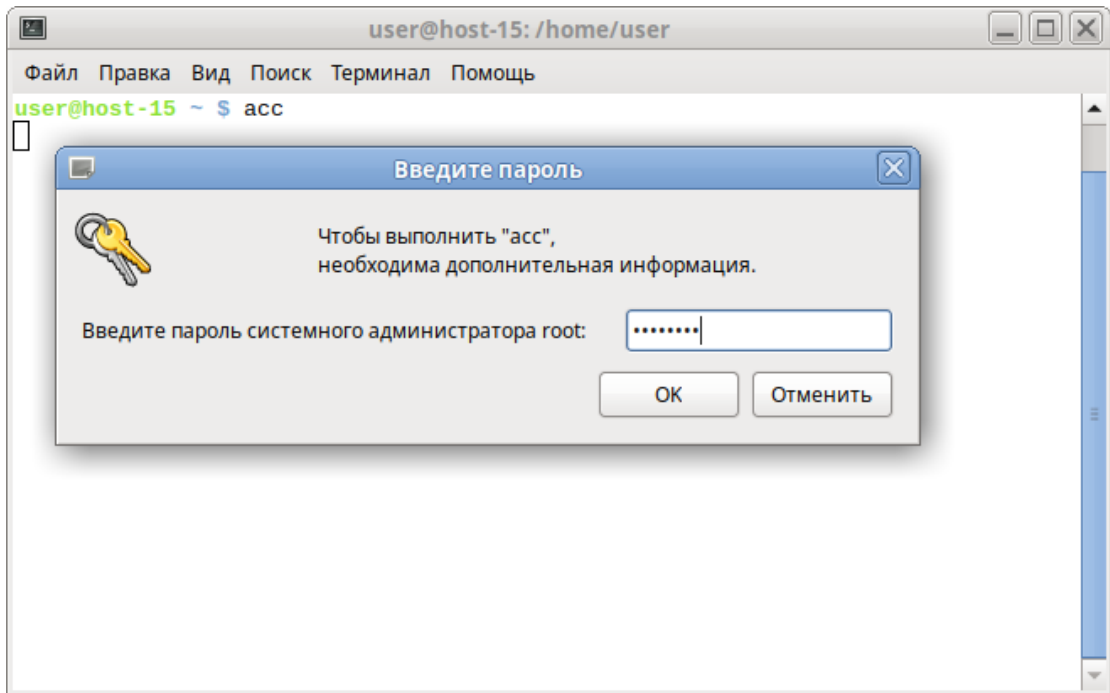 user@host-15: /home/user
Файл Правка Вид Поиск Терминал Помощь
user@host-15 ~ $ acc
Введите пароль
Чтобы выполнить "acc",
необходима дополнительная информация.
Введите пароль системного администратора root: ••••••••
OK Отменить